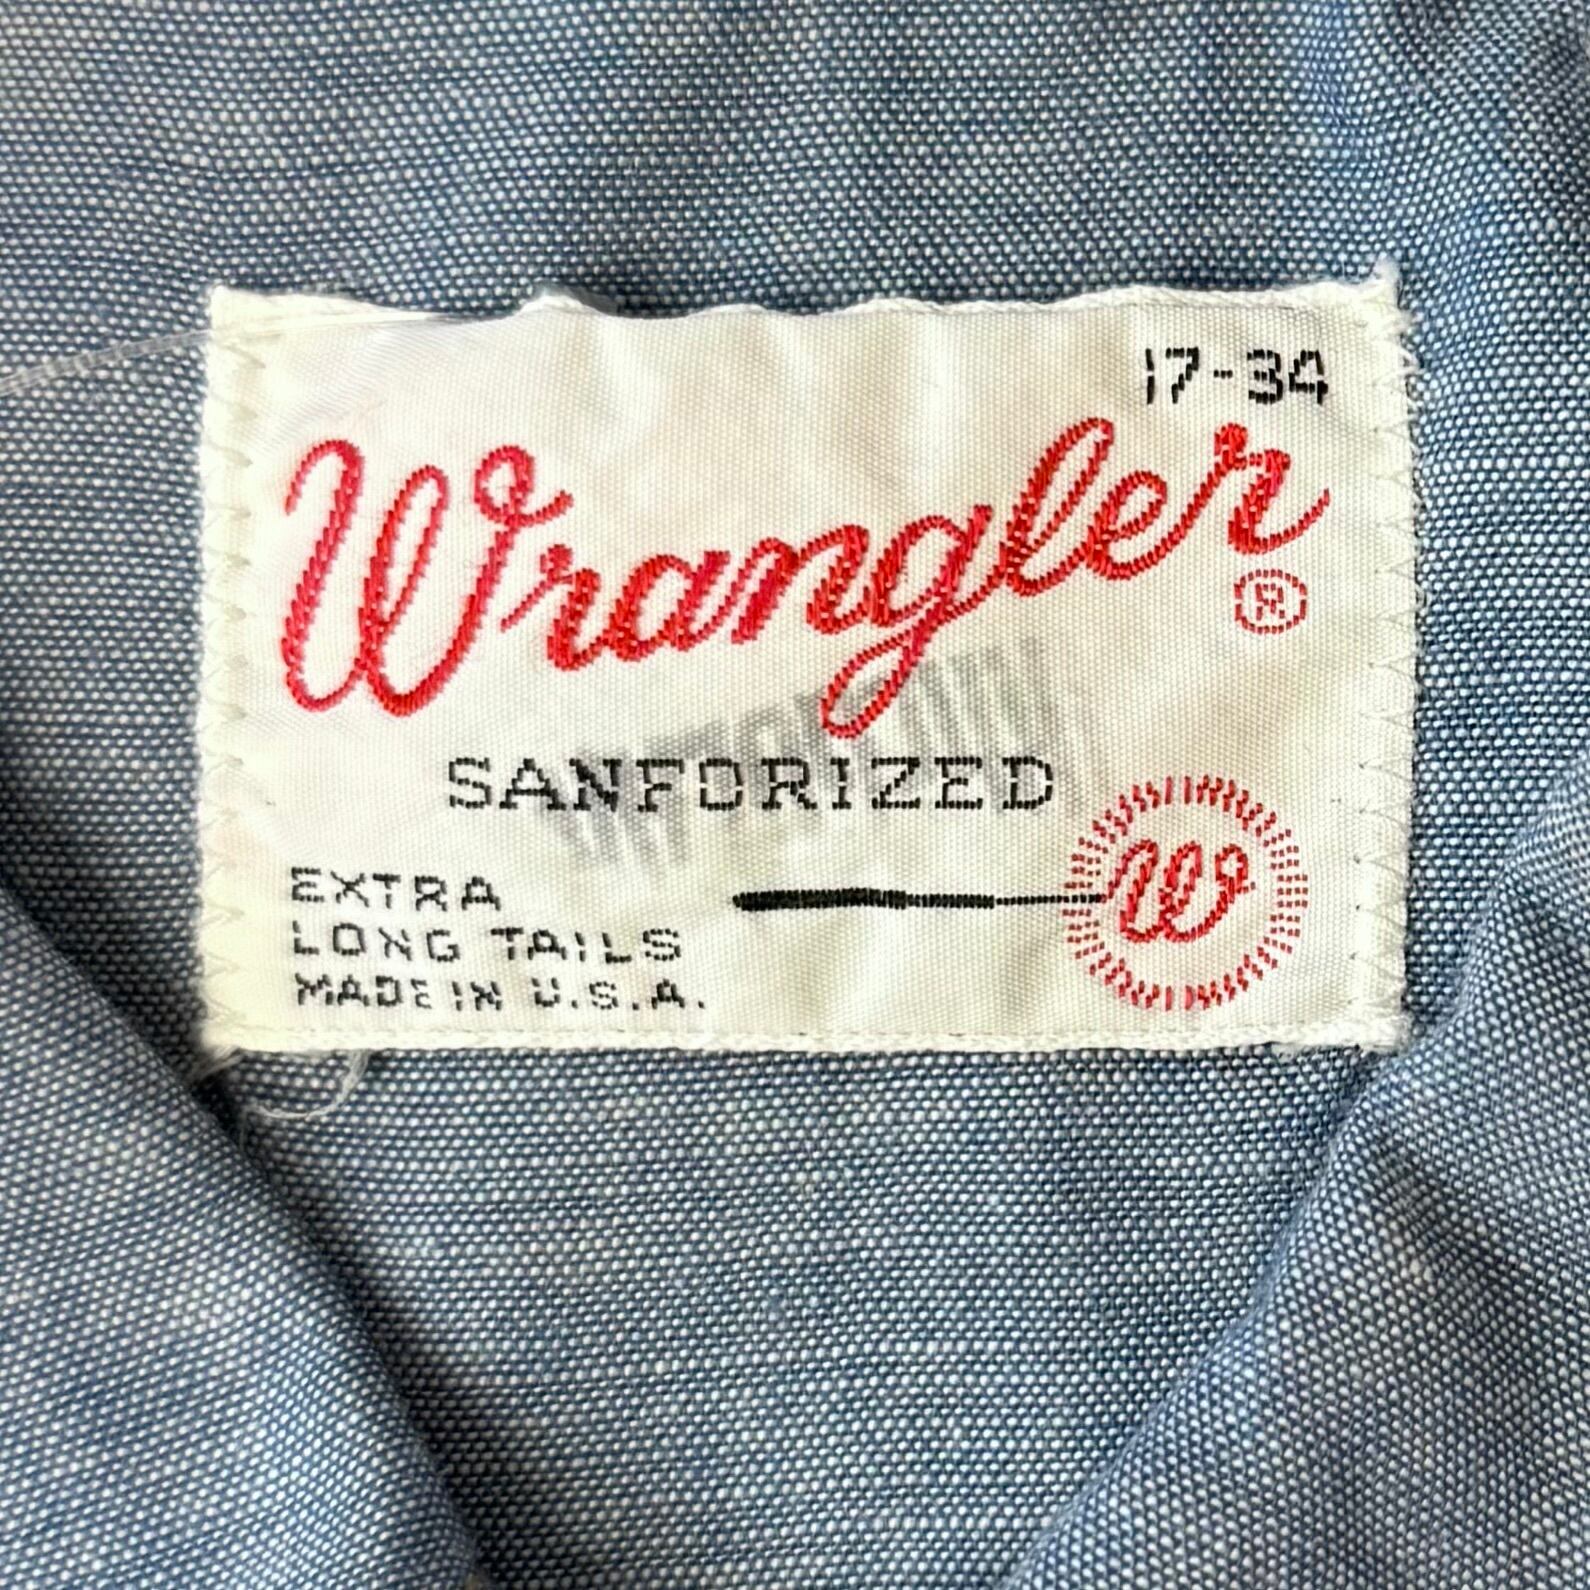 17-34
Wrangler
®
SANFORIZED
W
EXTRA
LONG TAILS
MADE IN U.S.A.